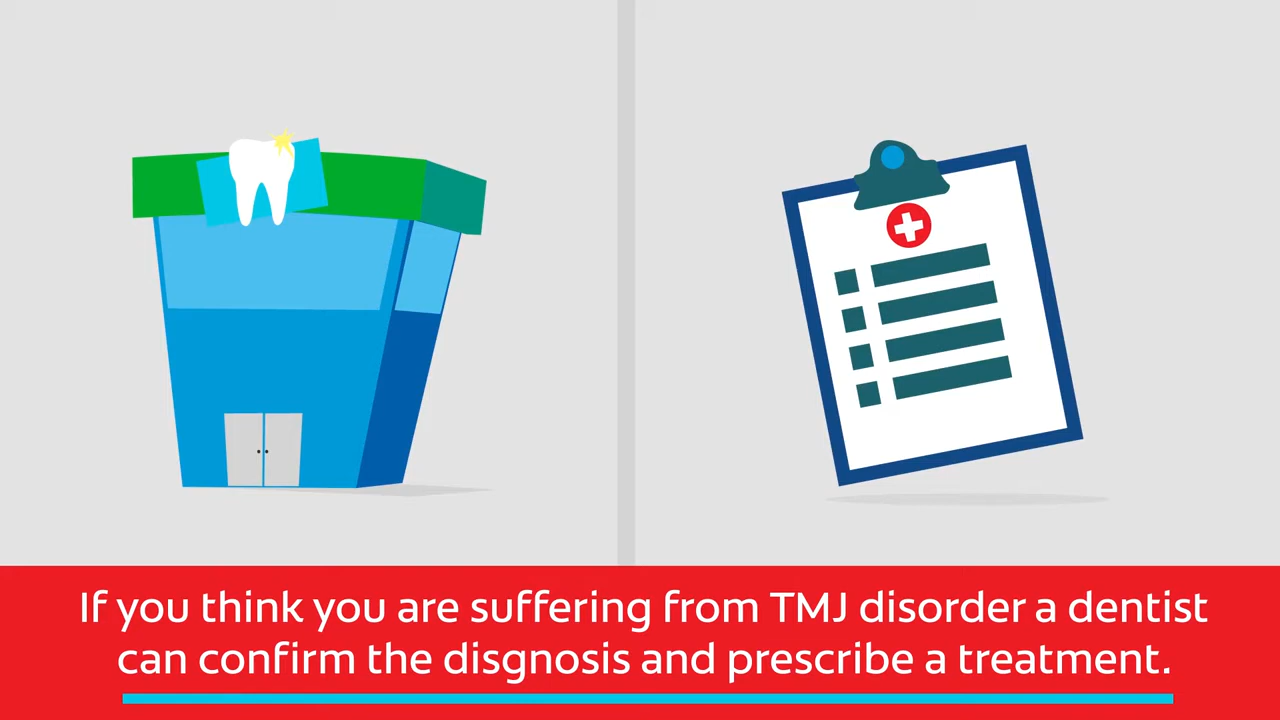 If you think you are suffering from TMJ disorder a dentist
can confirm the disgnosis and prescribe a treatment.